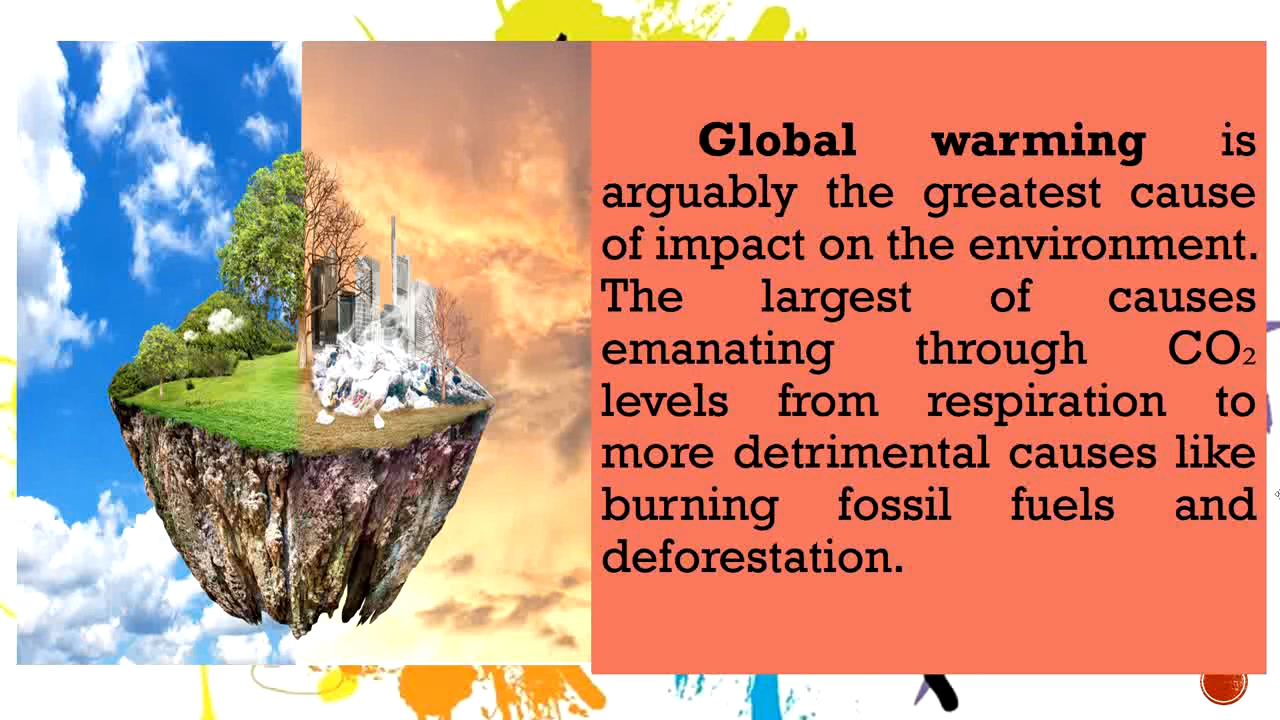 Global warming is
arguably the greatest cause
of impact on the environment.
The largest of causes
emanating through CO₂
levels from respiration to
more detrimental causes like
burning fossil fuels and
deforestation.